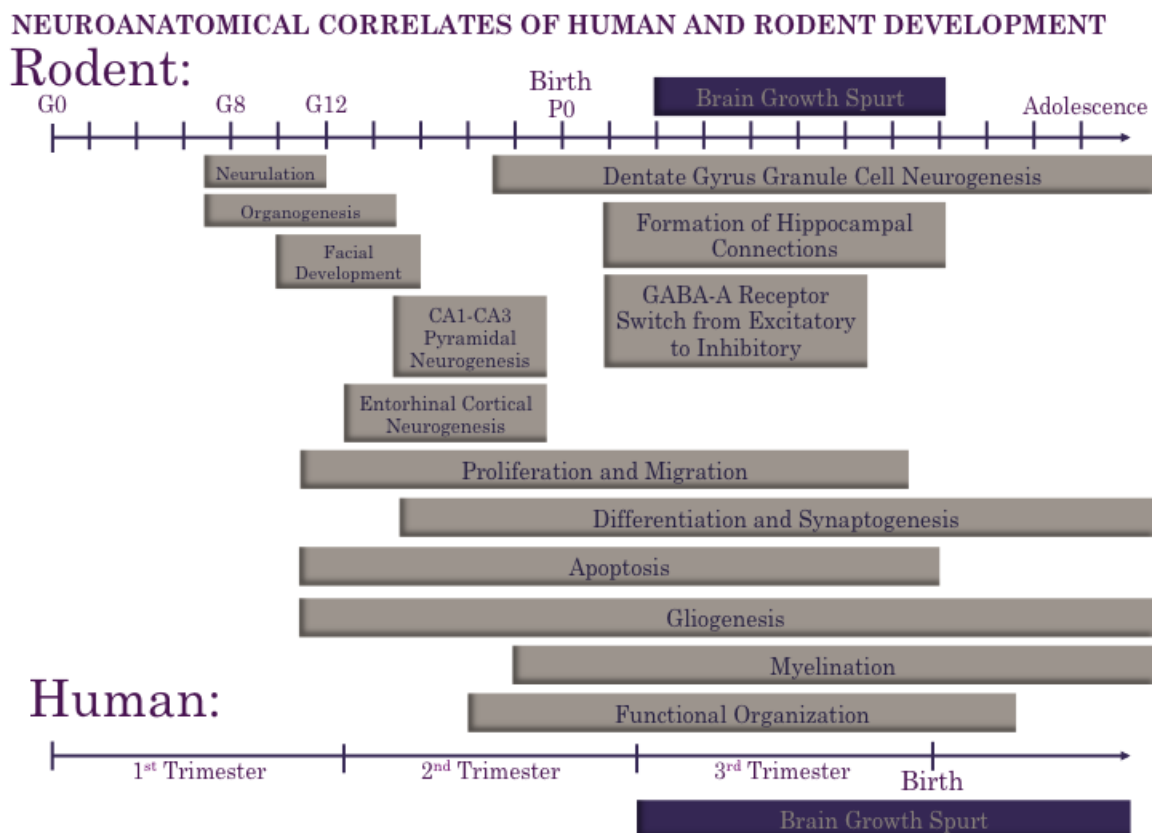 NEUROANATOMICAL CORRELATES OF HUMAN AND RODENT DEVELOPMENT
Rodent:
G0
G8
G12
Birth
P0
Brain Growth Spurt
Adolescence
Neurulation
Dentate Gyrus Granule Cell Neurogenesis
Organogenesis
Formation of Hippocampal
Connections
Facial
Development
GABA-A Receptor
Switch from Excitatory
to Inhibitory
CA1-CA3
Pyramidal
Neurogenesis
Entorhinal Cortical
Neurogenesis
Proliferation and Migration
Differentiation and Synaptogenesis
Apoptosis
Gliogenesis
Myelination
Human:
Functional Organization
1st Trimester
2nd Trimester
3rd Trimester
Birth
Brain Growth Spurt